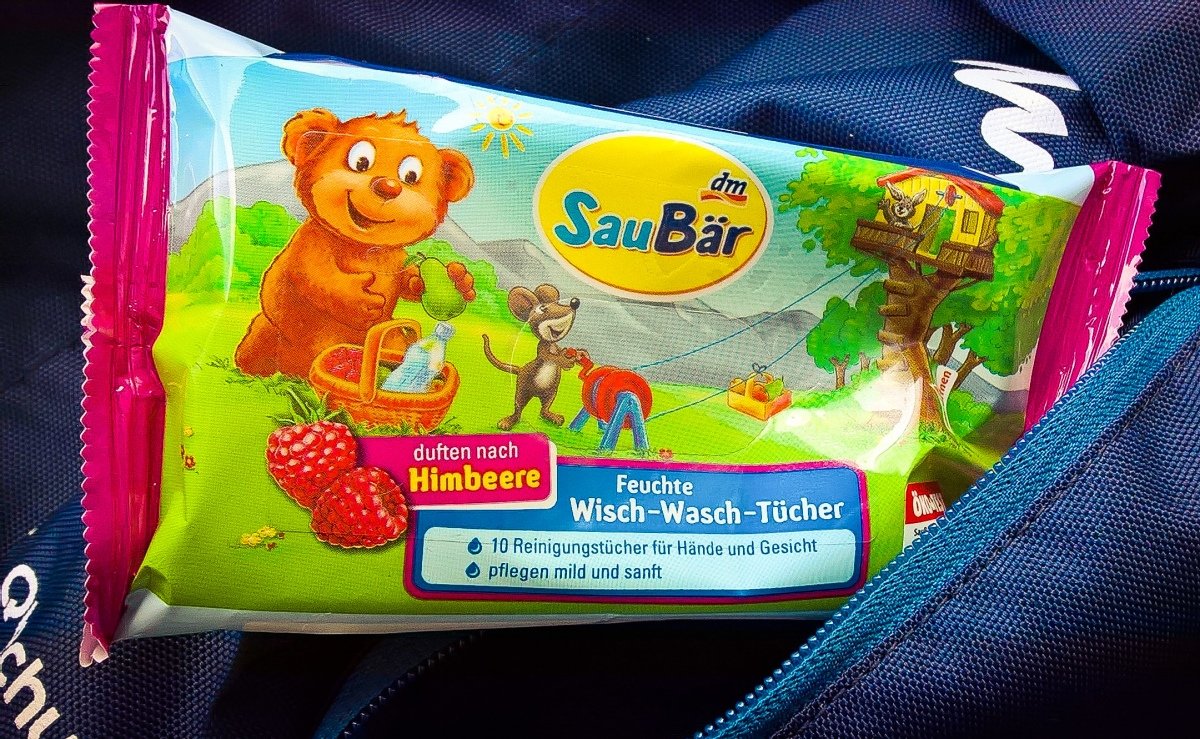 dm
SauBär
duften nach
Himbeere
Feuchte
Wisch-Wasch-Tücher
10 Reinigungstücher für Hände und Gesicht
pflegen mild und sanft